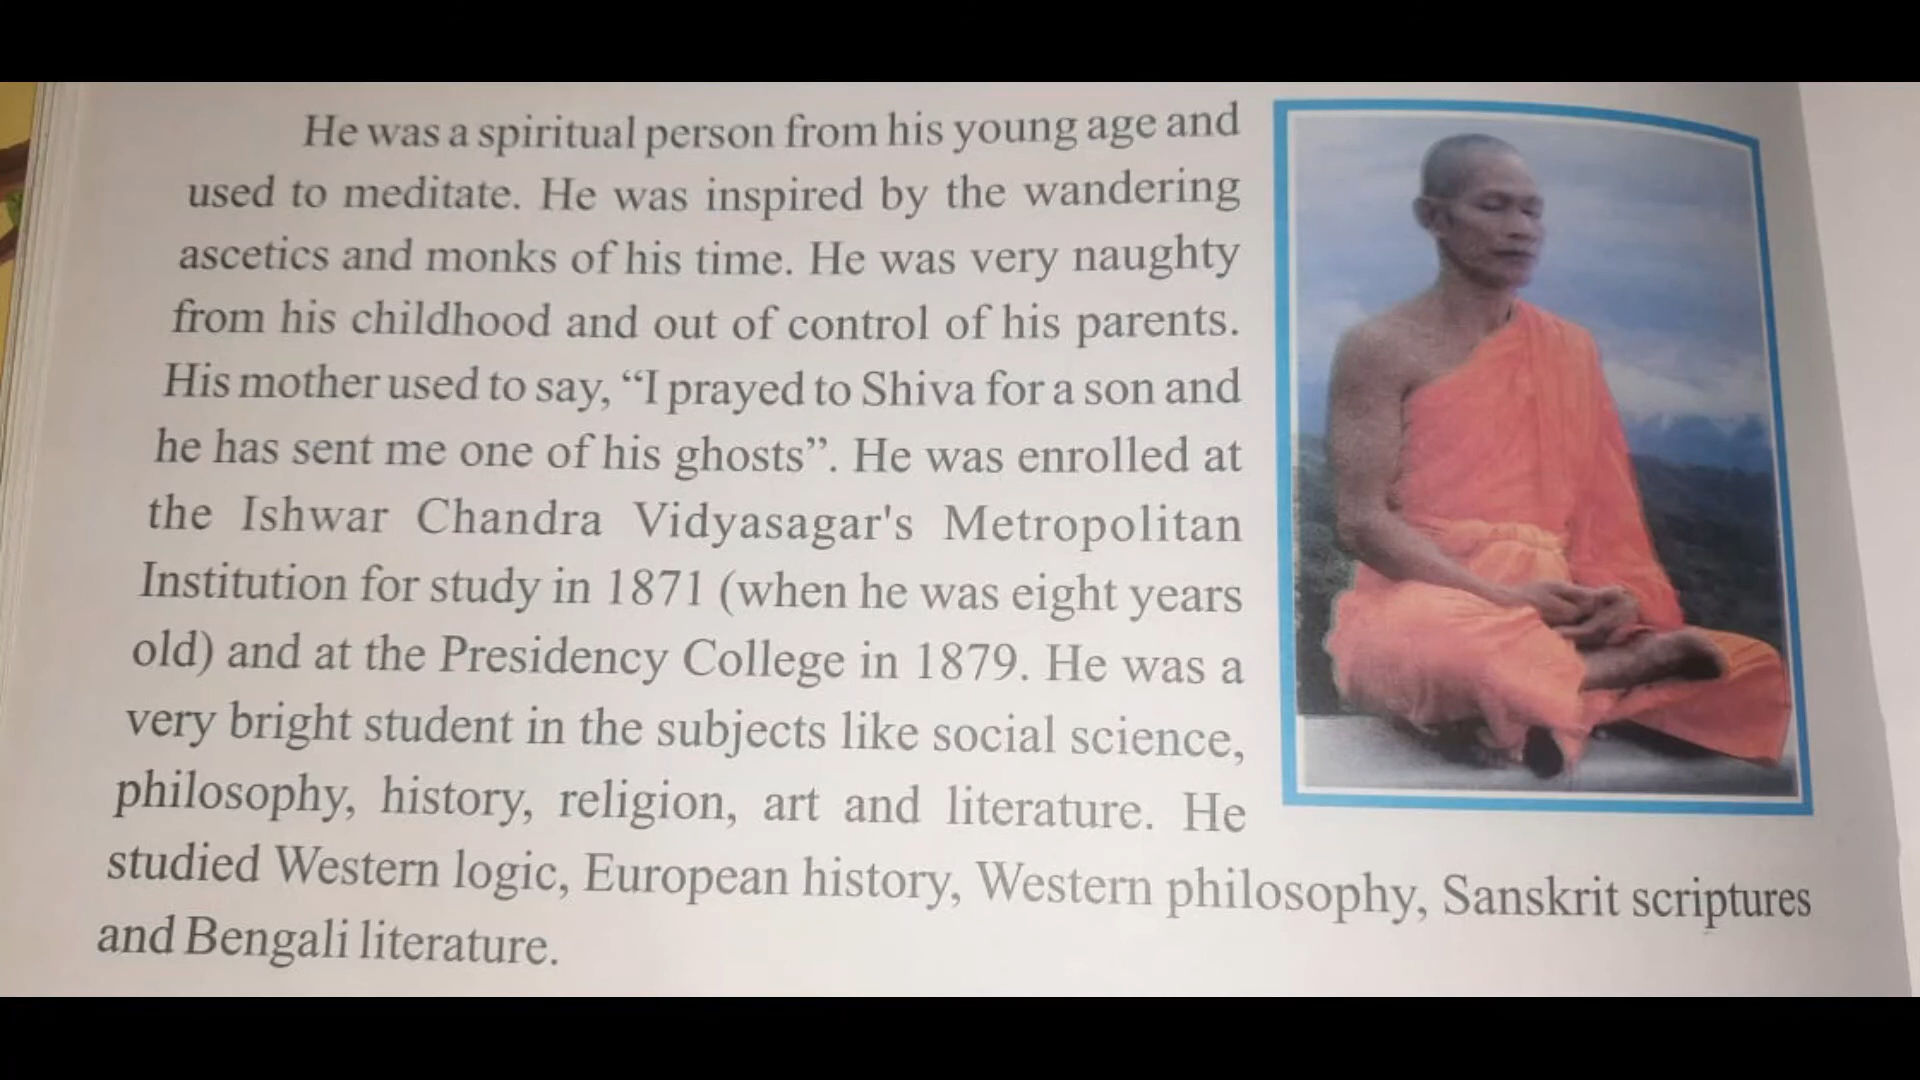 He was a spiritual person from his young age and
used to meditate. He was inspired by the wandering
ascetics and monks of his time. He was very naughty
from his childhood and out of control of his parents.
His mother used to say, “I prayed to Shiva for a son and
he has sent me one of his ghosts”. He was enrolled at
the Ishwar Chandra Vidyasagar's Metropolitan
Institution for study in 1871 (when he was eight years
old) and at the Presidency College in 1879. He was a
very bright student in the subjects like social science,
philosophy, history, religion, art and literature. He
studied Western logic, European history, Western philosophy, Sanskrit scriptures
and Bengali literature.